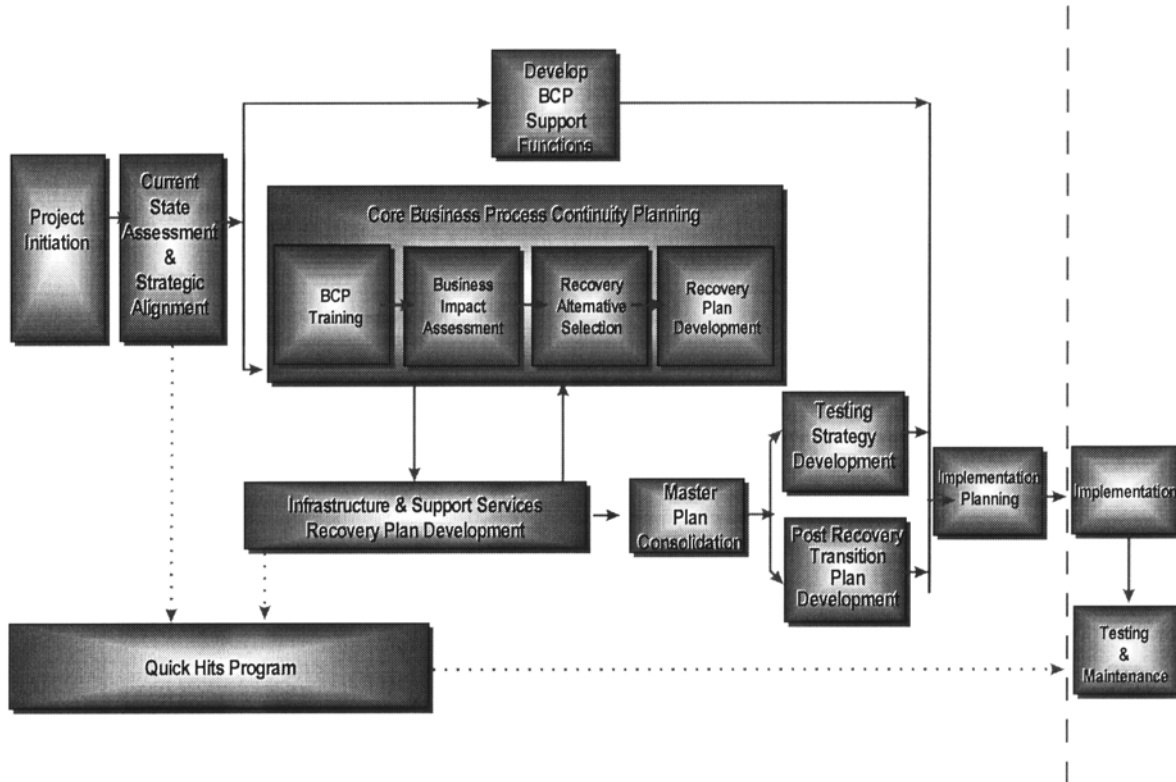 Develop
BCP
Support
Functions
Project
Initiation
Current
State
Assessment
&
Strategic
Alignment
Core Business Process Continuity Planning
BCP
Training
Business
Impact
Assessment
Recovery
Alternative
Selection
Recovery
Plan
Development
Infrastructure & Support Services
Recovery Plan Development
Master
Plan
Consolidation
Testing
Strategy
Development
Post Recovery
Transition
Plan
Development
Implementation
Planning
Implementation
Quick Hits Program
Testing
&
Maintenance